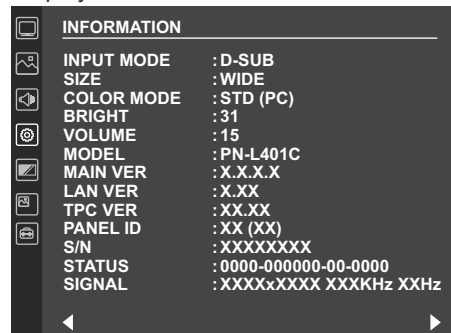 INFORMATION
INPUT MODE : D-SUB
SIZE : WIDE
COLOR MODE : STD (PC)
BRIGHT : 31
VOLUME : 15
MODEL : PN-L401C
MAIN VER : X.X.X.X
LAN VER : X.XX
TPC VER : XX.XX
PANEL ID : XX (XX)
S/N : XXXXXXXX
STATUS : 0000-000000-00-0000
SIGNAL : XXXXxXXXX XXXKHz XXHz